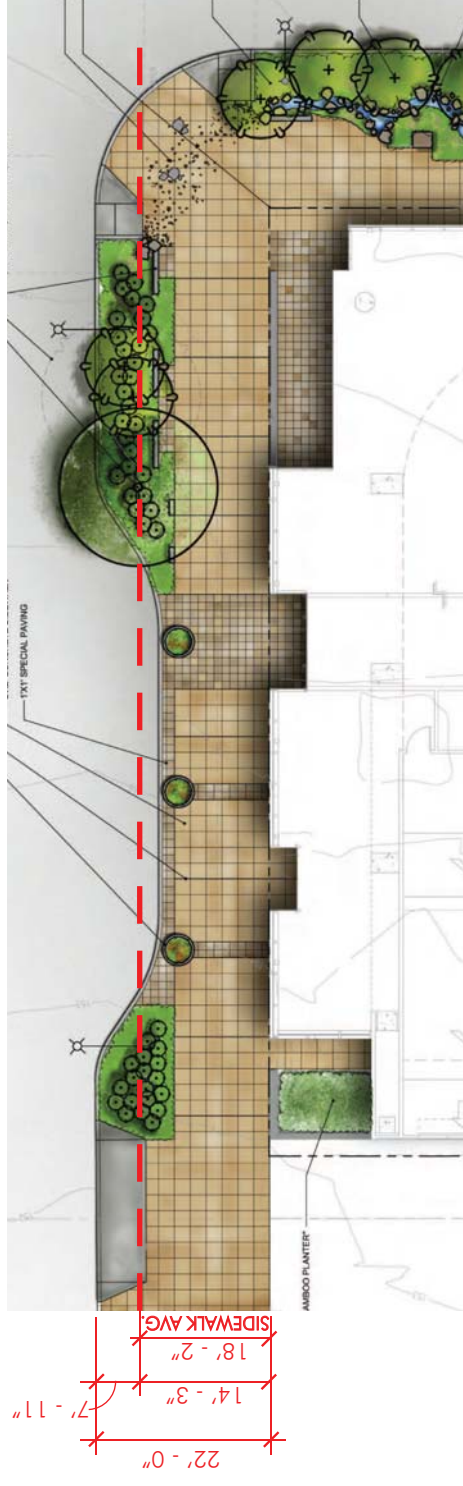 1'X1' SPECIAL PAVING
AMBOO PLANTER"
SIDEWALK AVG.
18' - 2"
14' - 3"
7' - 11"
22' - 0"